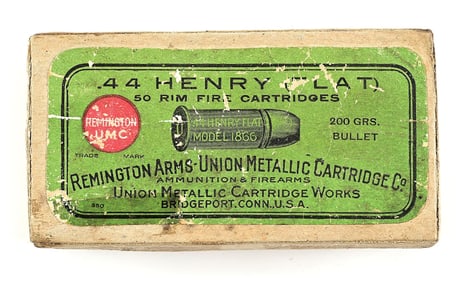 .44 HENRY FLAT
50 RIM FIRE CARTRIDGES
REMINGTON
UMC
TRADE MARK
.44 HENRY FLAT
MODEL 1866
200 GRS.
BULLET
REMINGTON ARMS-UNION METALLIC CARTRIDGE CO
AMMUNITION & FIREARMS
UNION METALLIC CARTRIDGE WORKS
BRIDGEPORT, CONN., U.S.A.